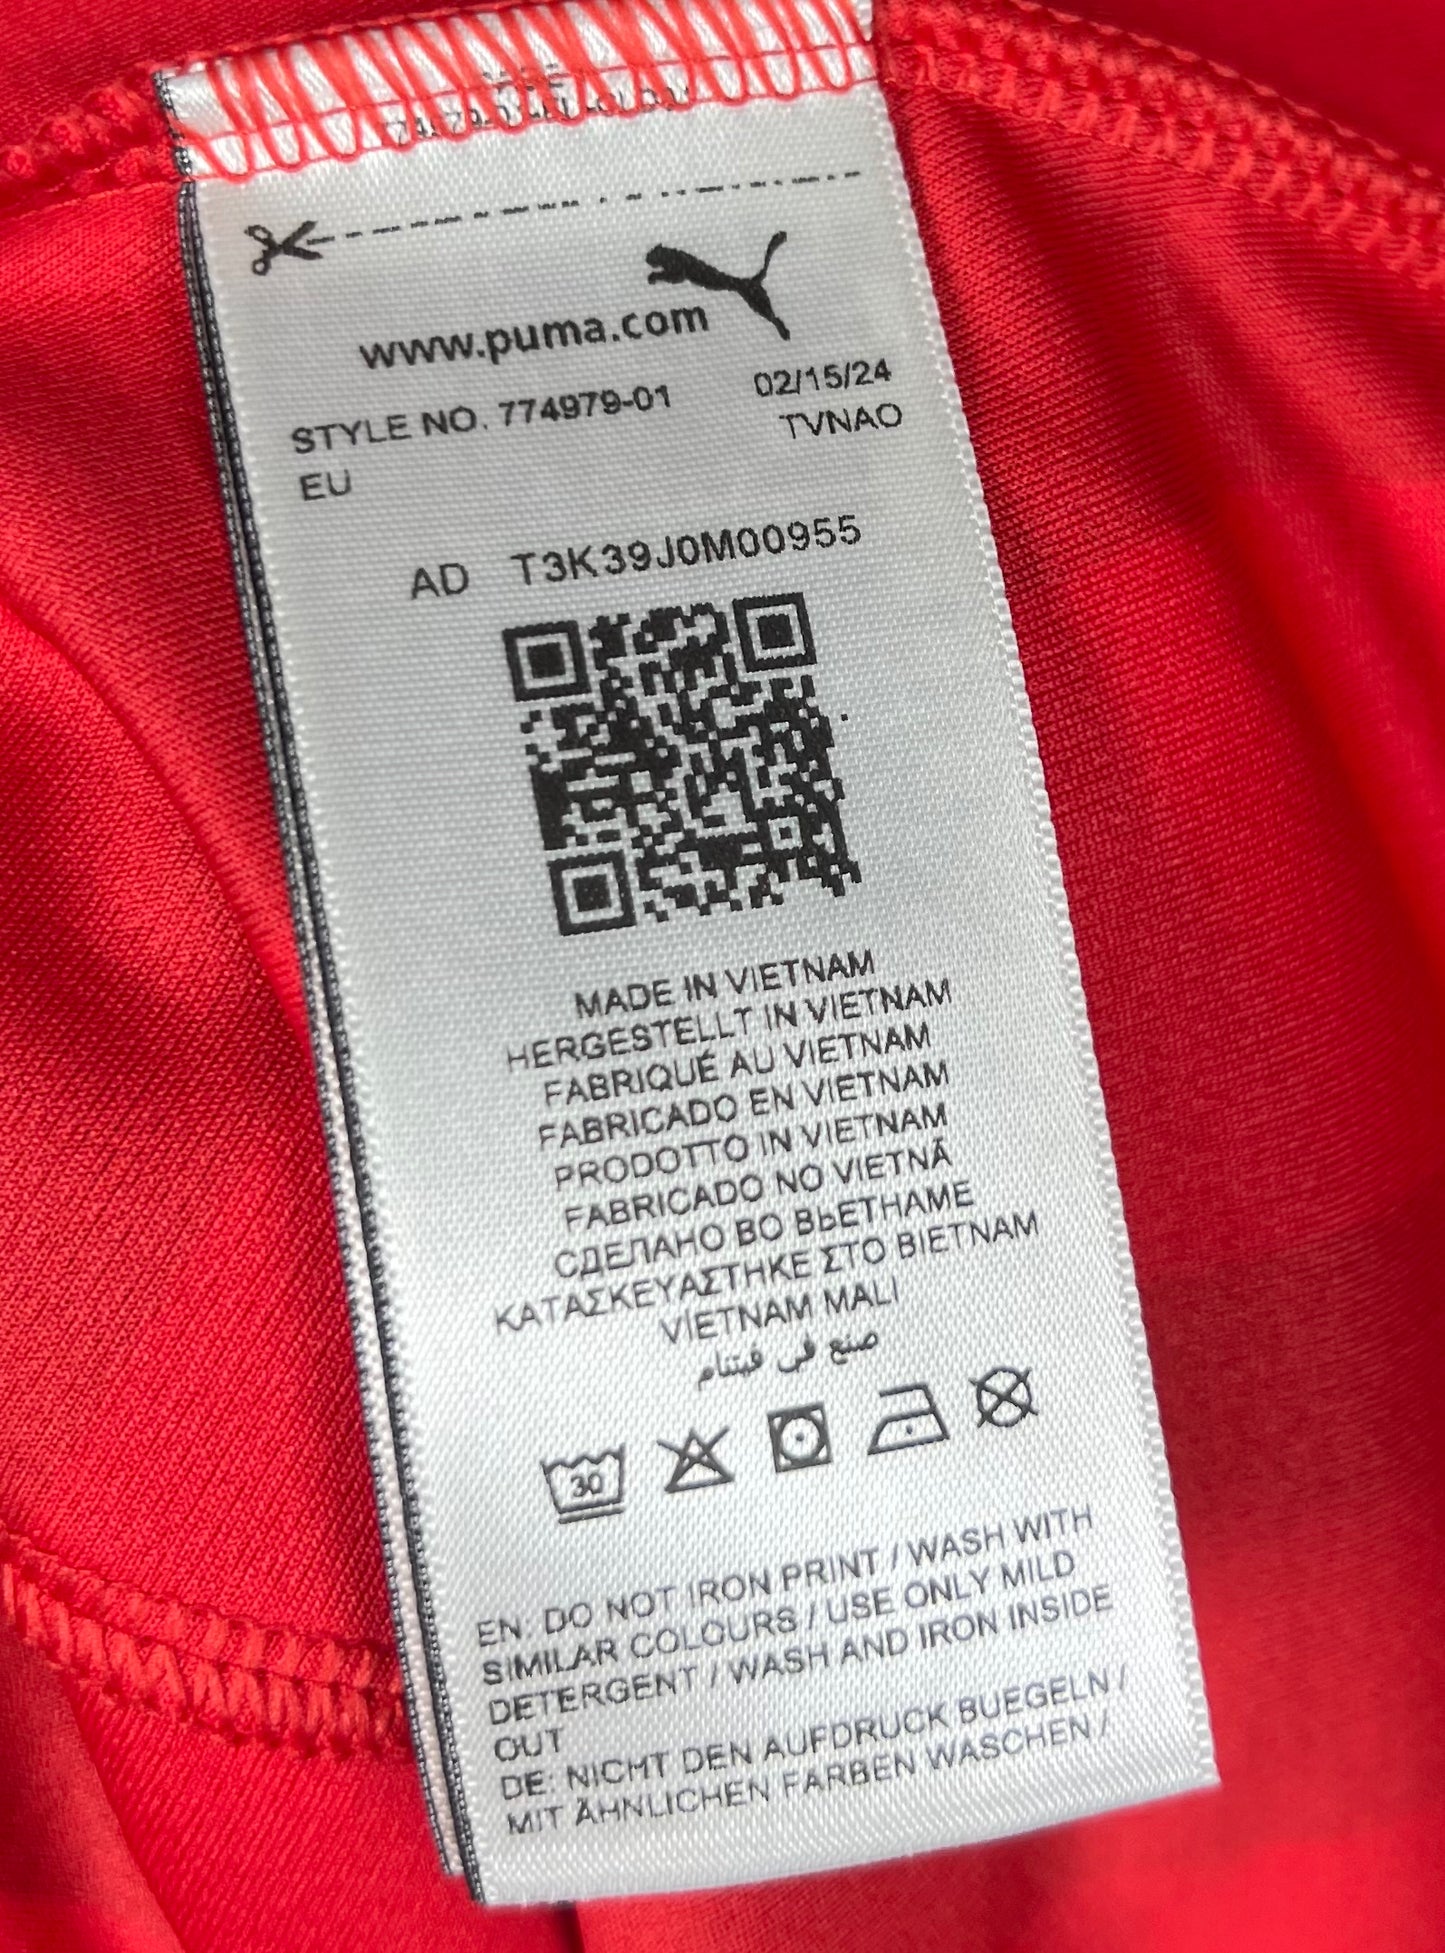 www.puma.com
STYLE NO. 774979-01 02/15/24
EU TVNAO
AD T3K39J0M00955
MADE IN VIETNAM
HERGESTELLT IN VIETNAM
FABRIQUÉ AU VIETNAM
FABRICADO EN VIETNAM
PRODOTTO IN VIETNAM
FABRICADO NO VIETNÃ
СДЕЛАНО ВО ВЬЕТНАМЕ
ΚΑΤΑΣΚΕΥΑΣΤΗΚΕ ΣΤΟ ΒΙΕΤΝΑΜ
VİETNAM MALI
صنع في فيتنام
30
EN: DO NOT IRON PRINT / WASH WITH
SIMILAR COLOURS / USE ONLY MILD
DETERGENT / WASH AND IRON INSIDE
OUT
DE: NICHT DEN AUFDRUCK BUEGELN /
MIT ÄHNLICHEN FARBEN WASCHEN /